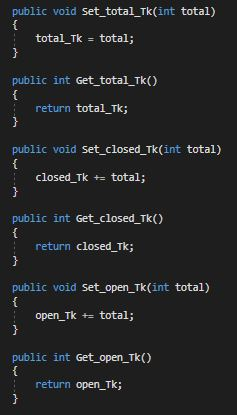 public void Set_total_Tk(int total)
{
    total_Tk = total;
}
public int Get_total_Tk()
{
    return total_Tk;
}
public void Set_closed_Tk(int total)
{
    closed_Tk += total;
}
public int Get_closed_Tk()
{
    return closed_Tk;
}
public void Set_open_Tk(int total)
{
    open_Tk += total;
}
public int Get_open_Tk()
{
    return open_Tk;
}